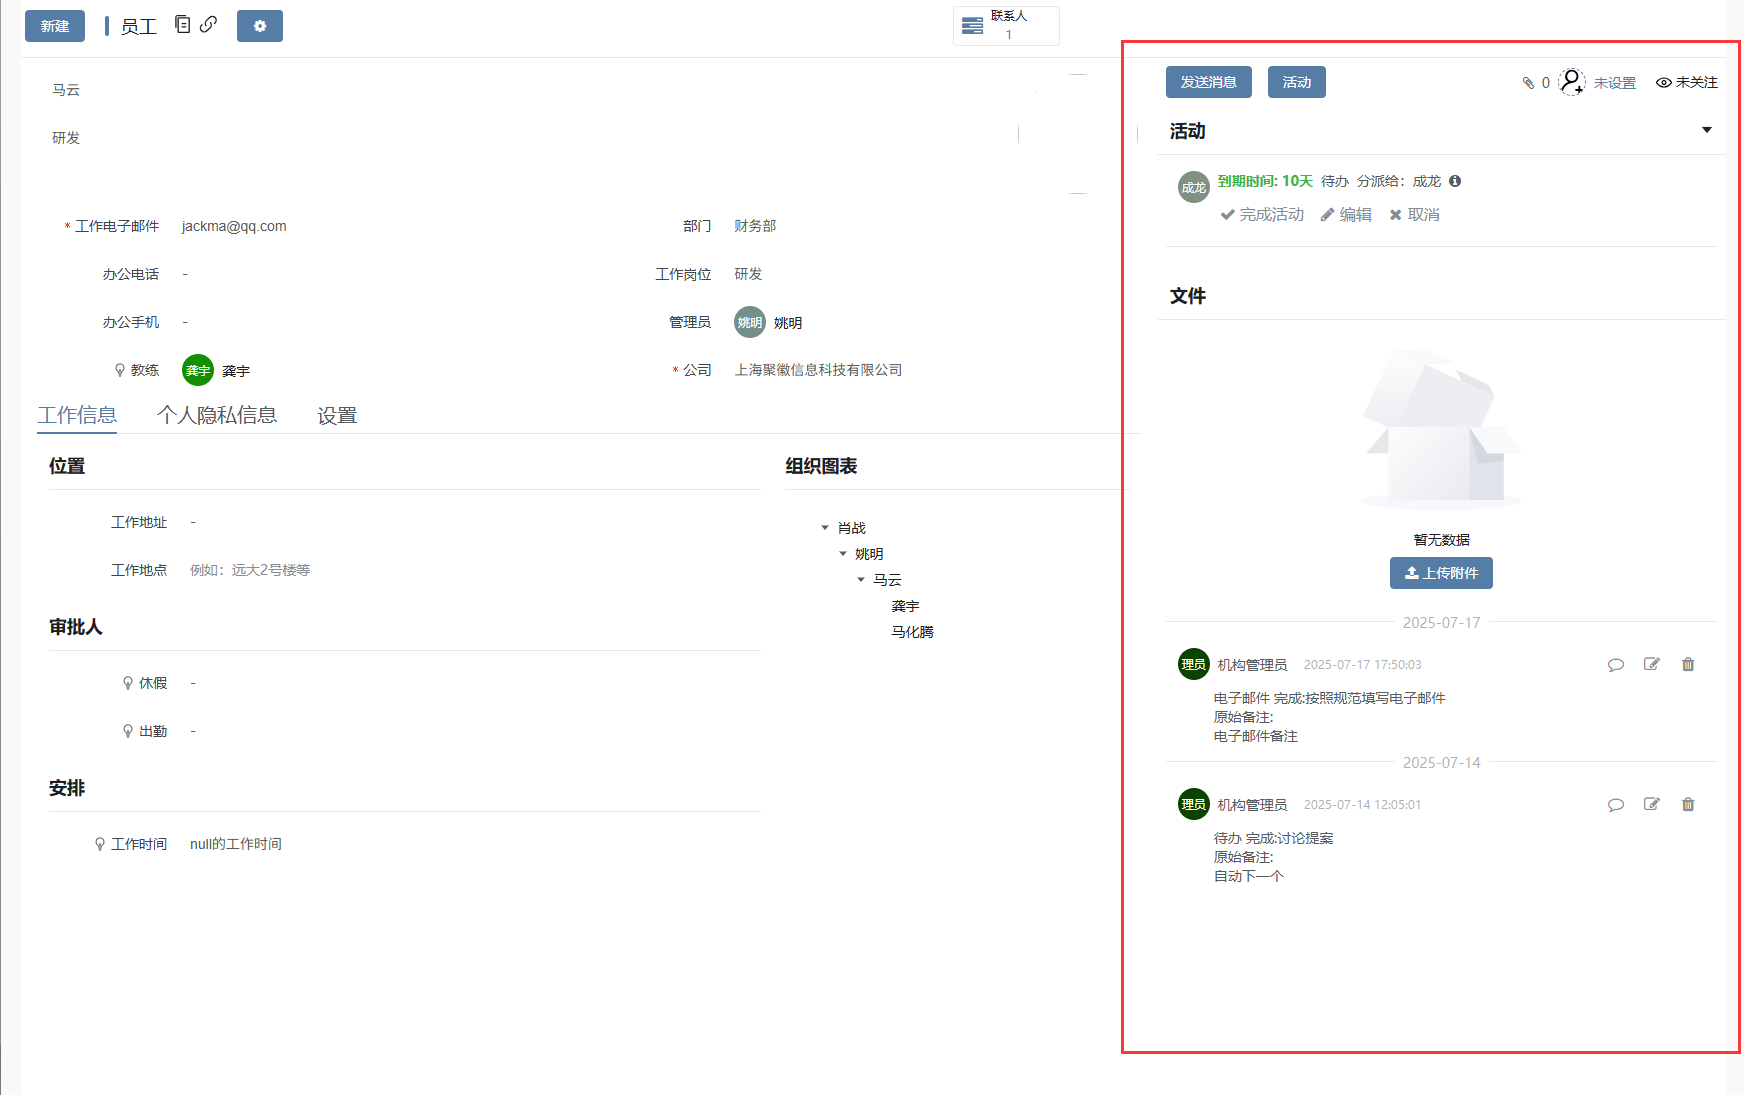 新建
员工
联系人
1
马云
研发
* 工作电子邮件 jackma@qq.com
部门 财务部
办公电话 -
工作岗位 研发
办公手机 -
管理员 姚明 姚明
教练 龚宇 龚宇
* 公司 上海聚徽信息科技有限公司
工作信息 个人隐私信息 设置
位置
工作地址 -
工作地点 例如：远大2号楼等
审批人
休假 -
出勤 -
安排
工作时间 null的工作时间
组织图表
肖战
姚明
马云
龚宇
马化腾
发送消息 活动 0 未设置 未关注
活动
成龙 到期时间: 10天 待办 分派给：成龙
完成活动 编辑 取消
文件
暂无数据
上传附件
2025-07-17
理员 机构管理员 2025-07-17 17:50:03
电子邮件 完成:按照规范填写电子邮件
原始备注:
电子邮件备注
2025-07-14
理员 机构管理员 2025-07-14 12:05:01
待办 完成:讨论提案
原始备注:
自动下一个